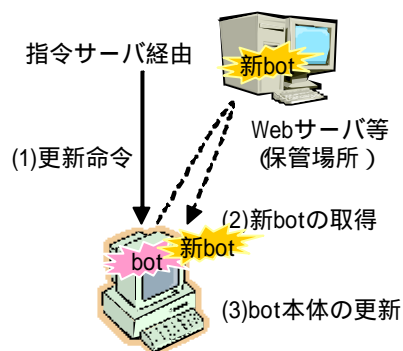 指令サーバ経由
新bot
Webサーバ等
(保管場所)
(1)更新命令
(2)新botの取得
bot
新bot
(3)bot本体の更新